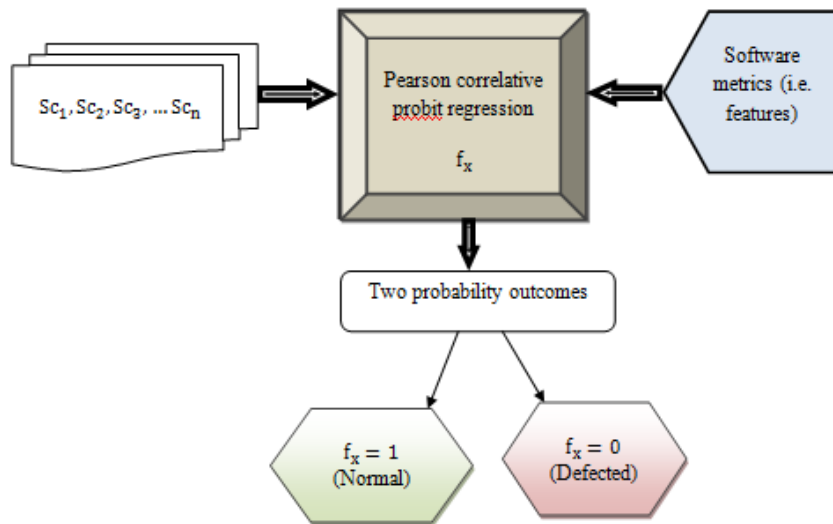 Sc₁, Sc₂, Sc₃, … Scₙ
Pearson correlative
probit regression
fₓ
Software
metrics (i.e.
features)
Two probability outcomes
fₓ = 1
(Normal)
fₓ = 0
(Defected)